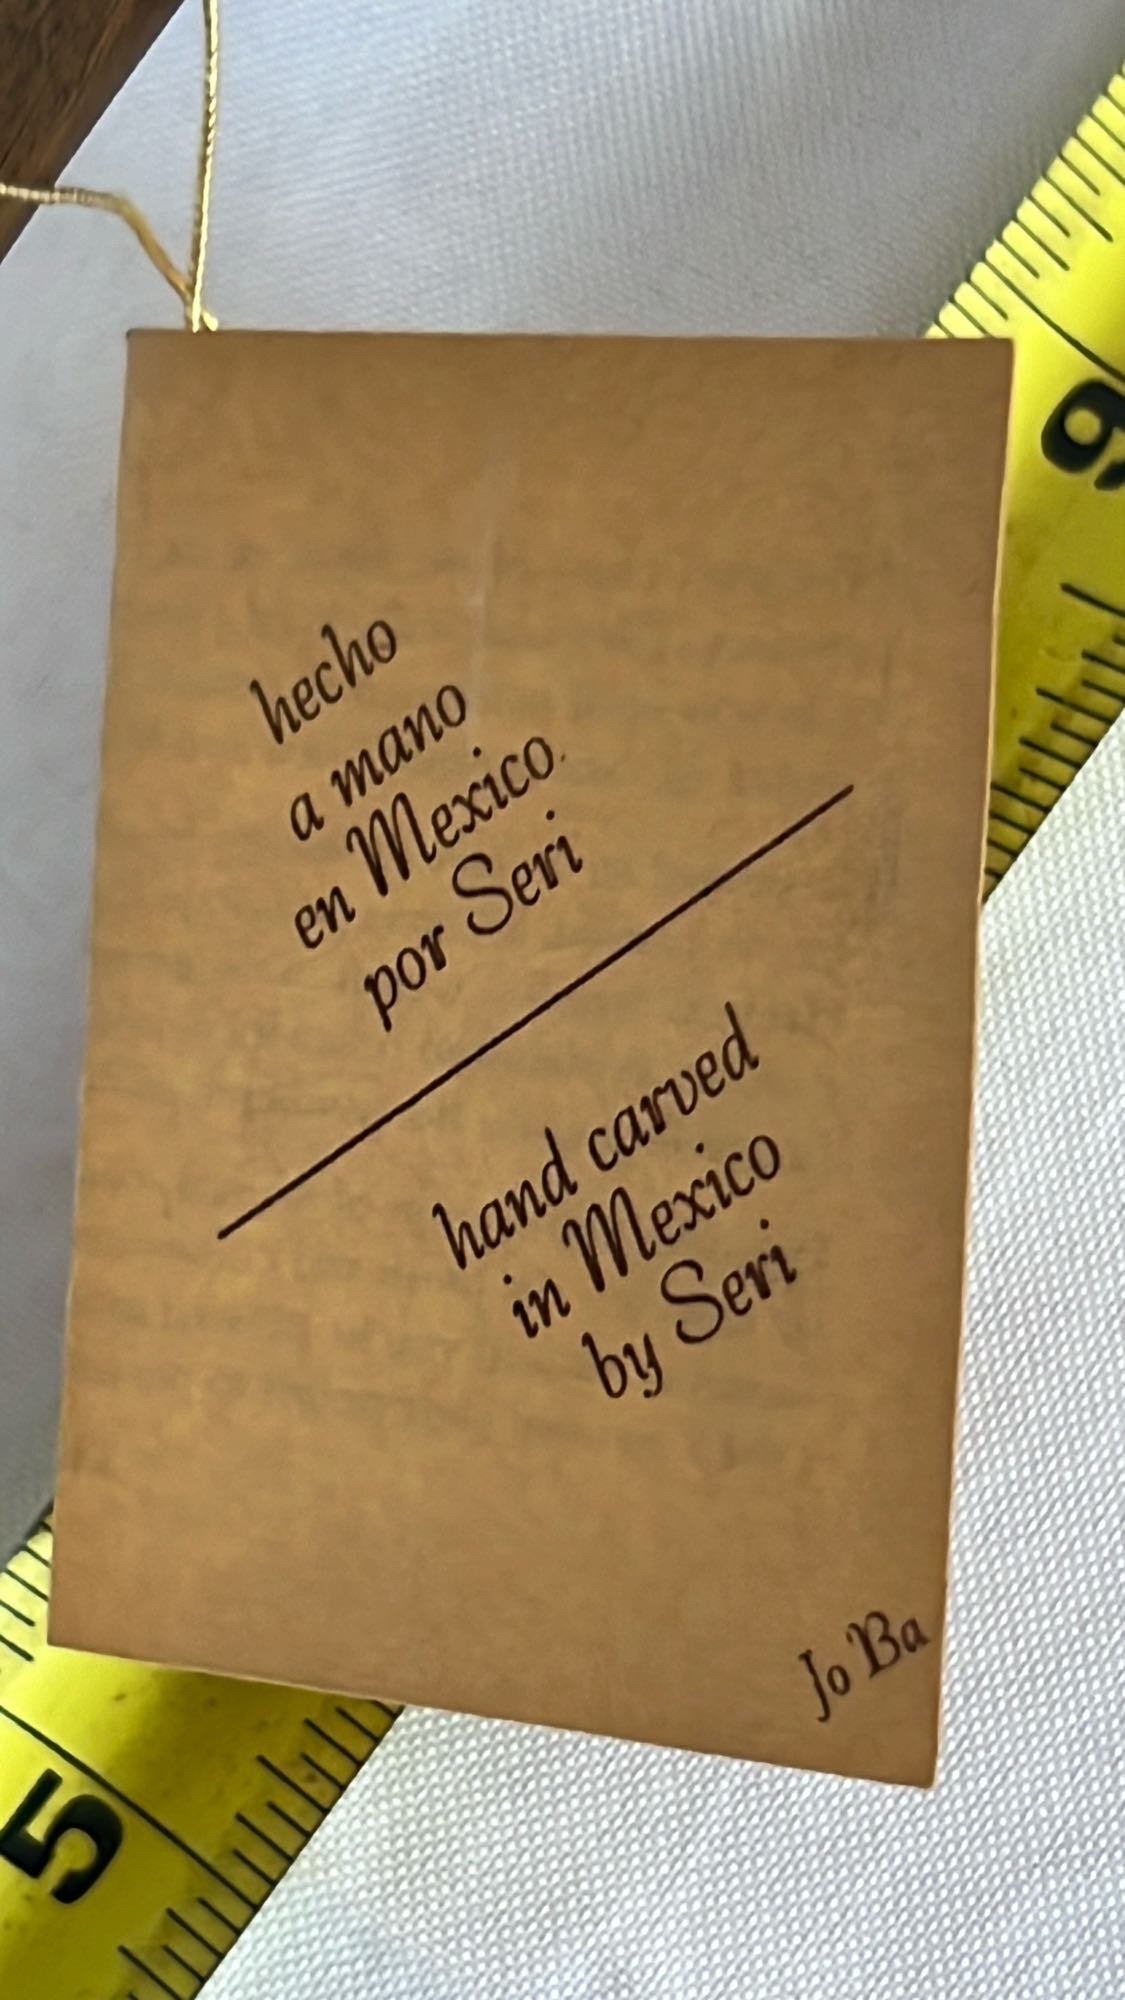 hecho
a mano
en Mexico
por Seri
hand carved
in Mexico
by Seri
Jo Ba
9
5